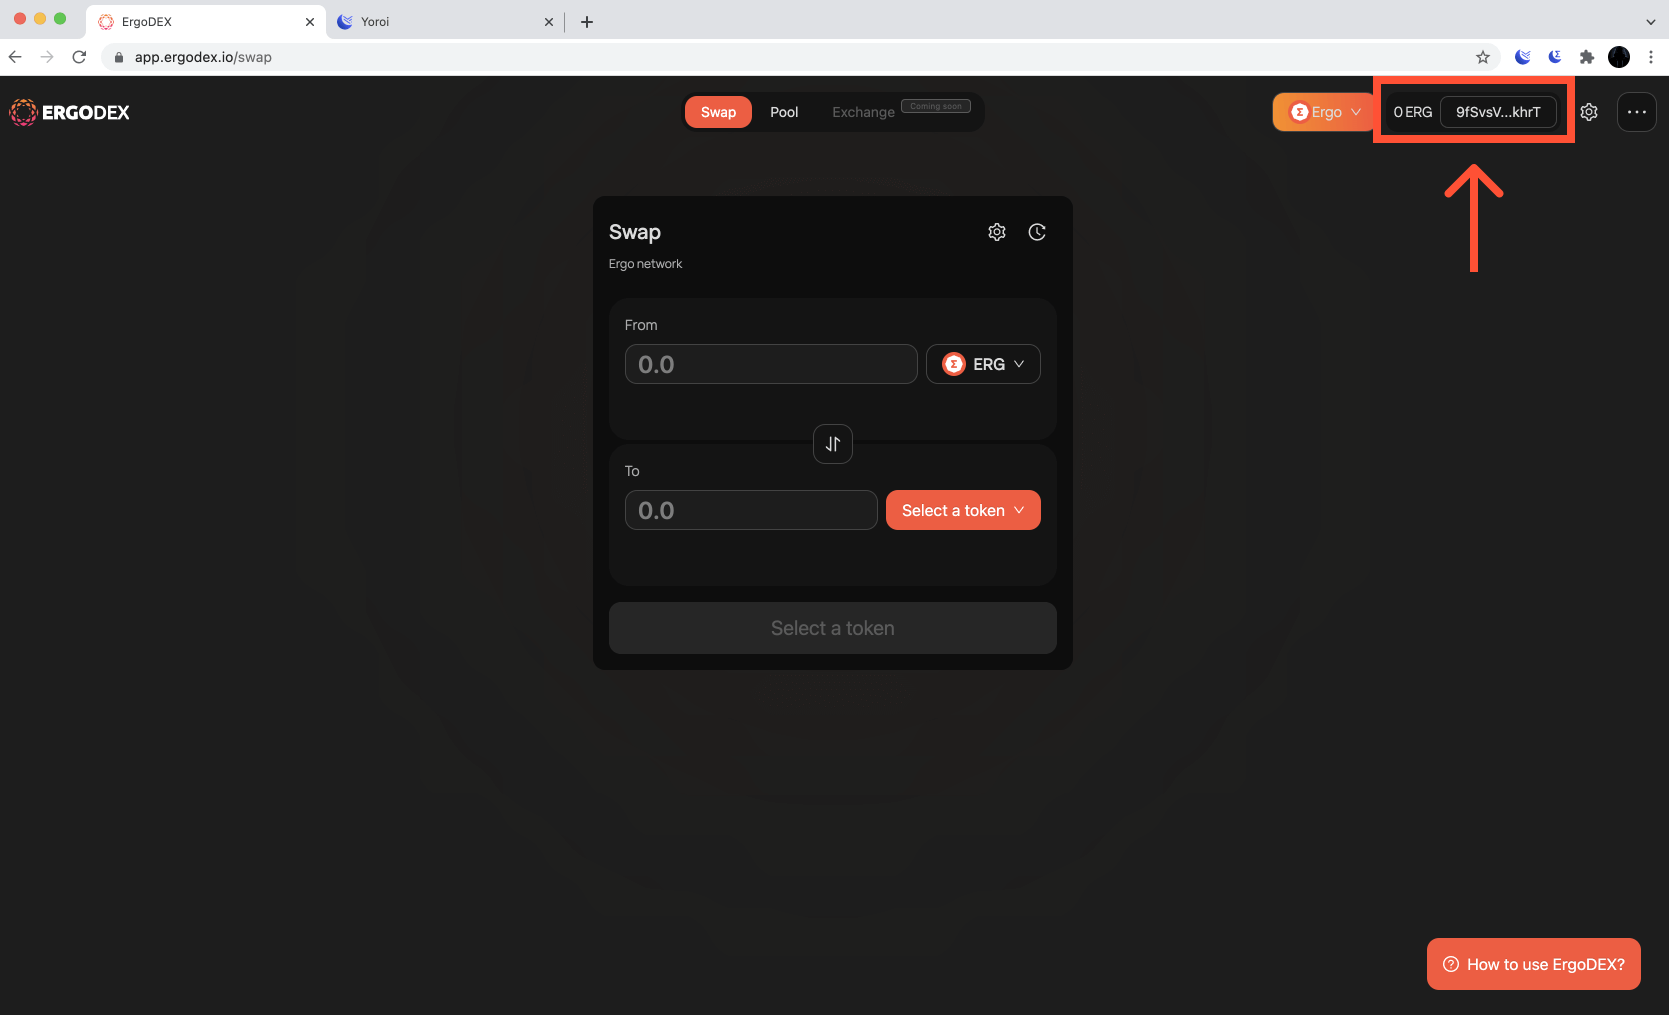 ErgoDEX
Yoroi
app.ergodex.io/swap
ERGODEX
Swap
Pool
Exchange
Coming soon
Σ Ergo
0 ERG
9fSvsV...khrT
Swap
Ergo network
From
0.0
Σ ERG
To
0.0
Select a token
Select a token
? How to use ErgoDEX?